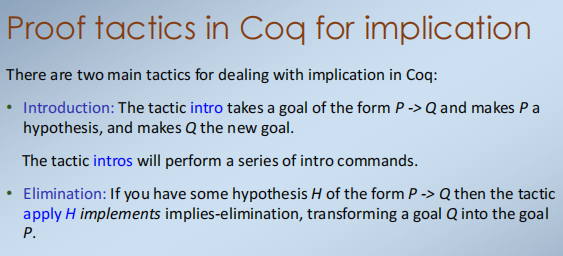 Proof tactics in Coq for implication
There are two main tactics for dealing with implication in Coq:
• Introduction: The tactic intro takes a goal of the form P -> Q and makes P a
hypothesis, and makes Q the new goal.
The tactic intros will perform a series of intro commands.
• Elimination: If you have some hypothesis H of the form P -> Q then the tactic
apply H implements implies-elimination, transforming a goal Q into the goal
P.